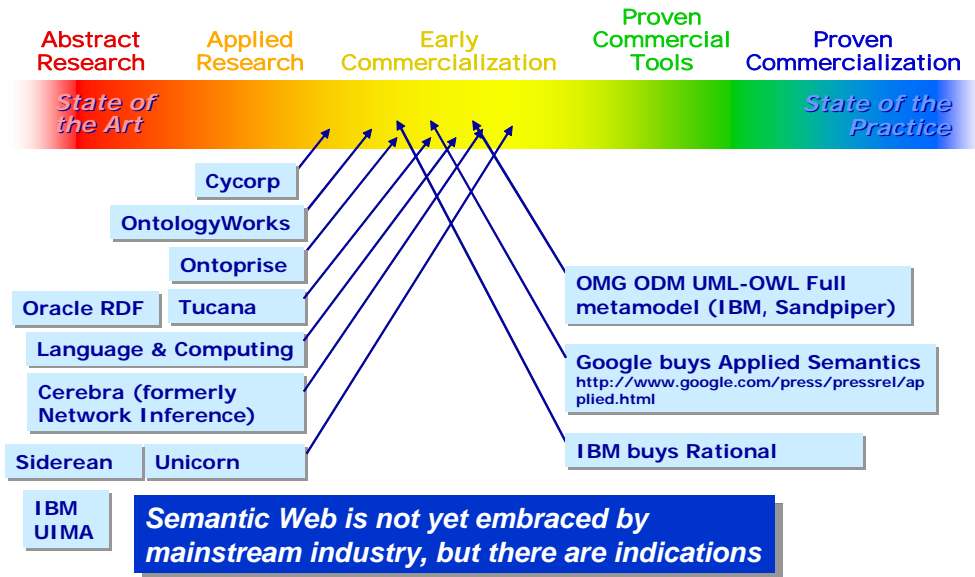 Abstract
Research
Applied
Research
Early
Commercialization
Proven
Commercial
Tools
Proven
Commercialization
State of
the Art
State of the
Practice
Cycorp
OntologyWorks
Ontoprise
Oracle RDF
Tucana
Language & Computing
Cerebra (formerly
Network Inference)
Siderean
Unicorn
IBM
UIMA
OMG ODM UML-OWL Full
metamodel (IBM, Sandpiper)
Google buys Applied Semantics
http://www.google.com/press/pressrel/ap
plied.html
IBM buys Rational
Semantic Web is not yet embraced by
mainstream industry, but there are indications